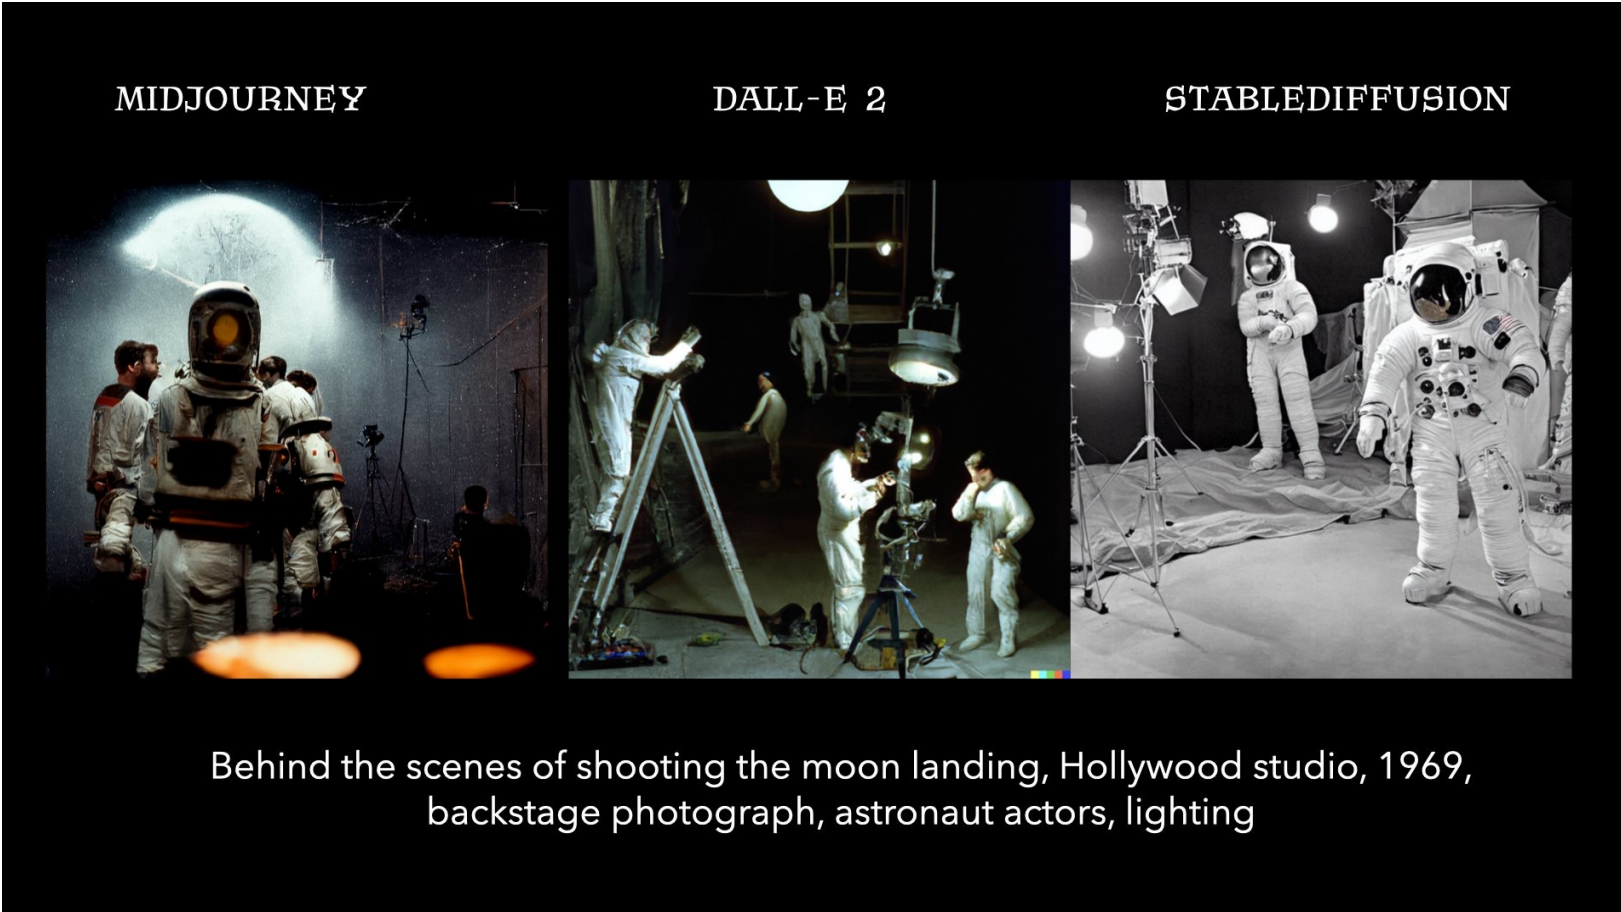 MIDJOURNEY
DALL-E 2
STABLEDIFFUSION
Behind the scenes of shooting the moon landing, Hollywood studio, 1969,
backstage photograph, astronaut actors, lighting